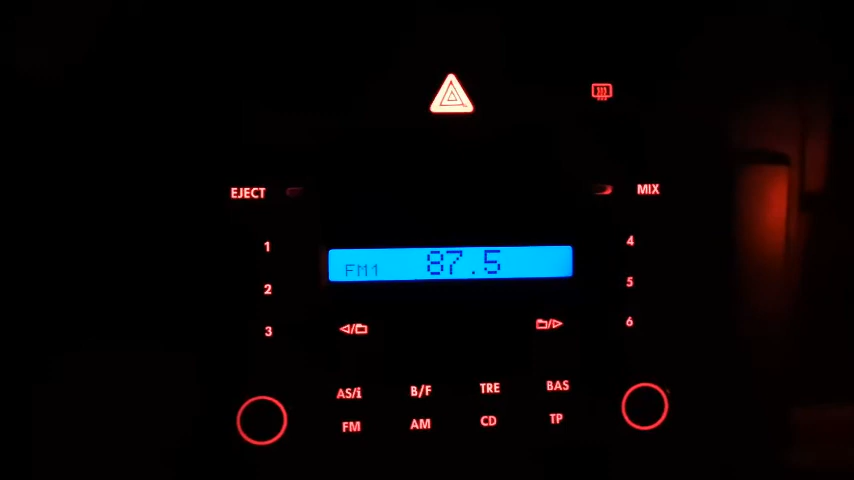 EJECT
MIX
1
4
87.5
FM1
2
5
3
6
AS/i B/F TRE BAS
FM AM CD TP